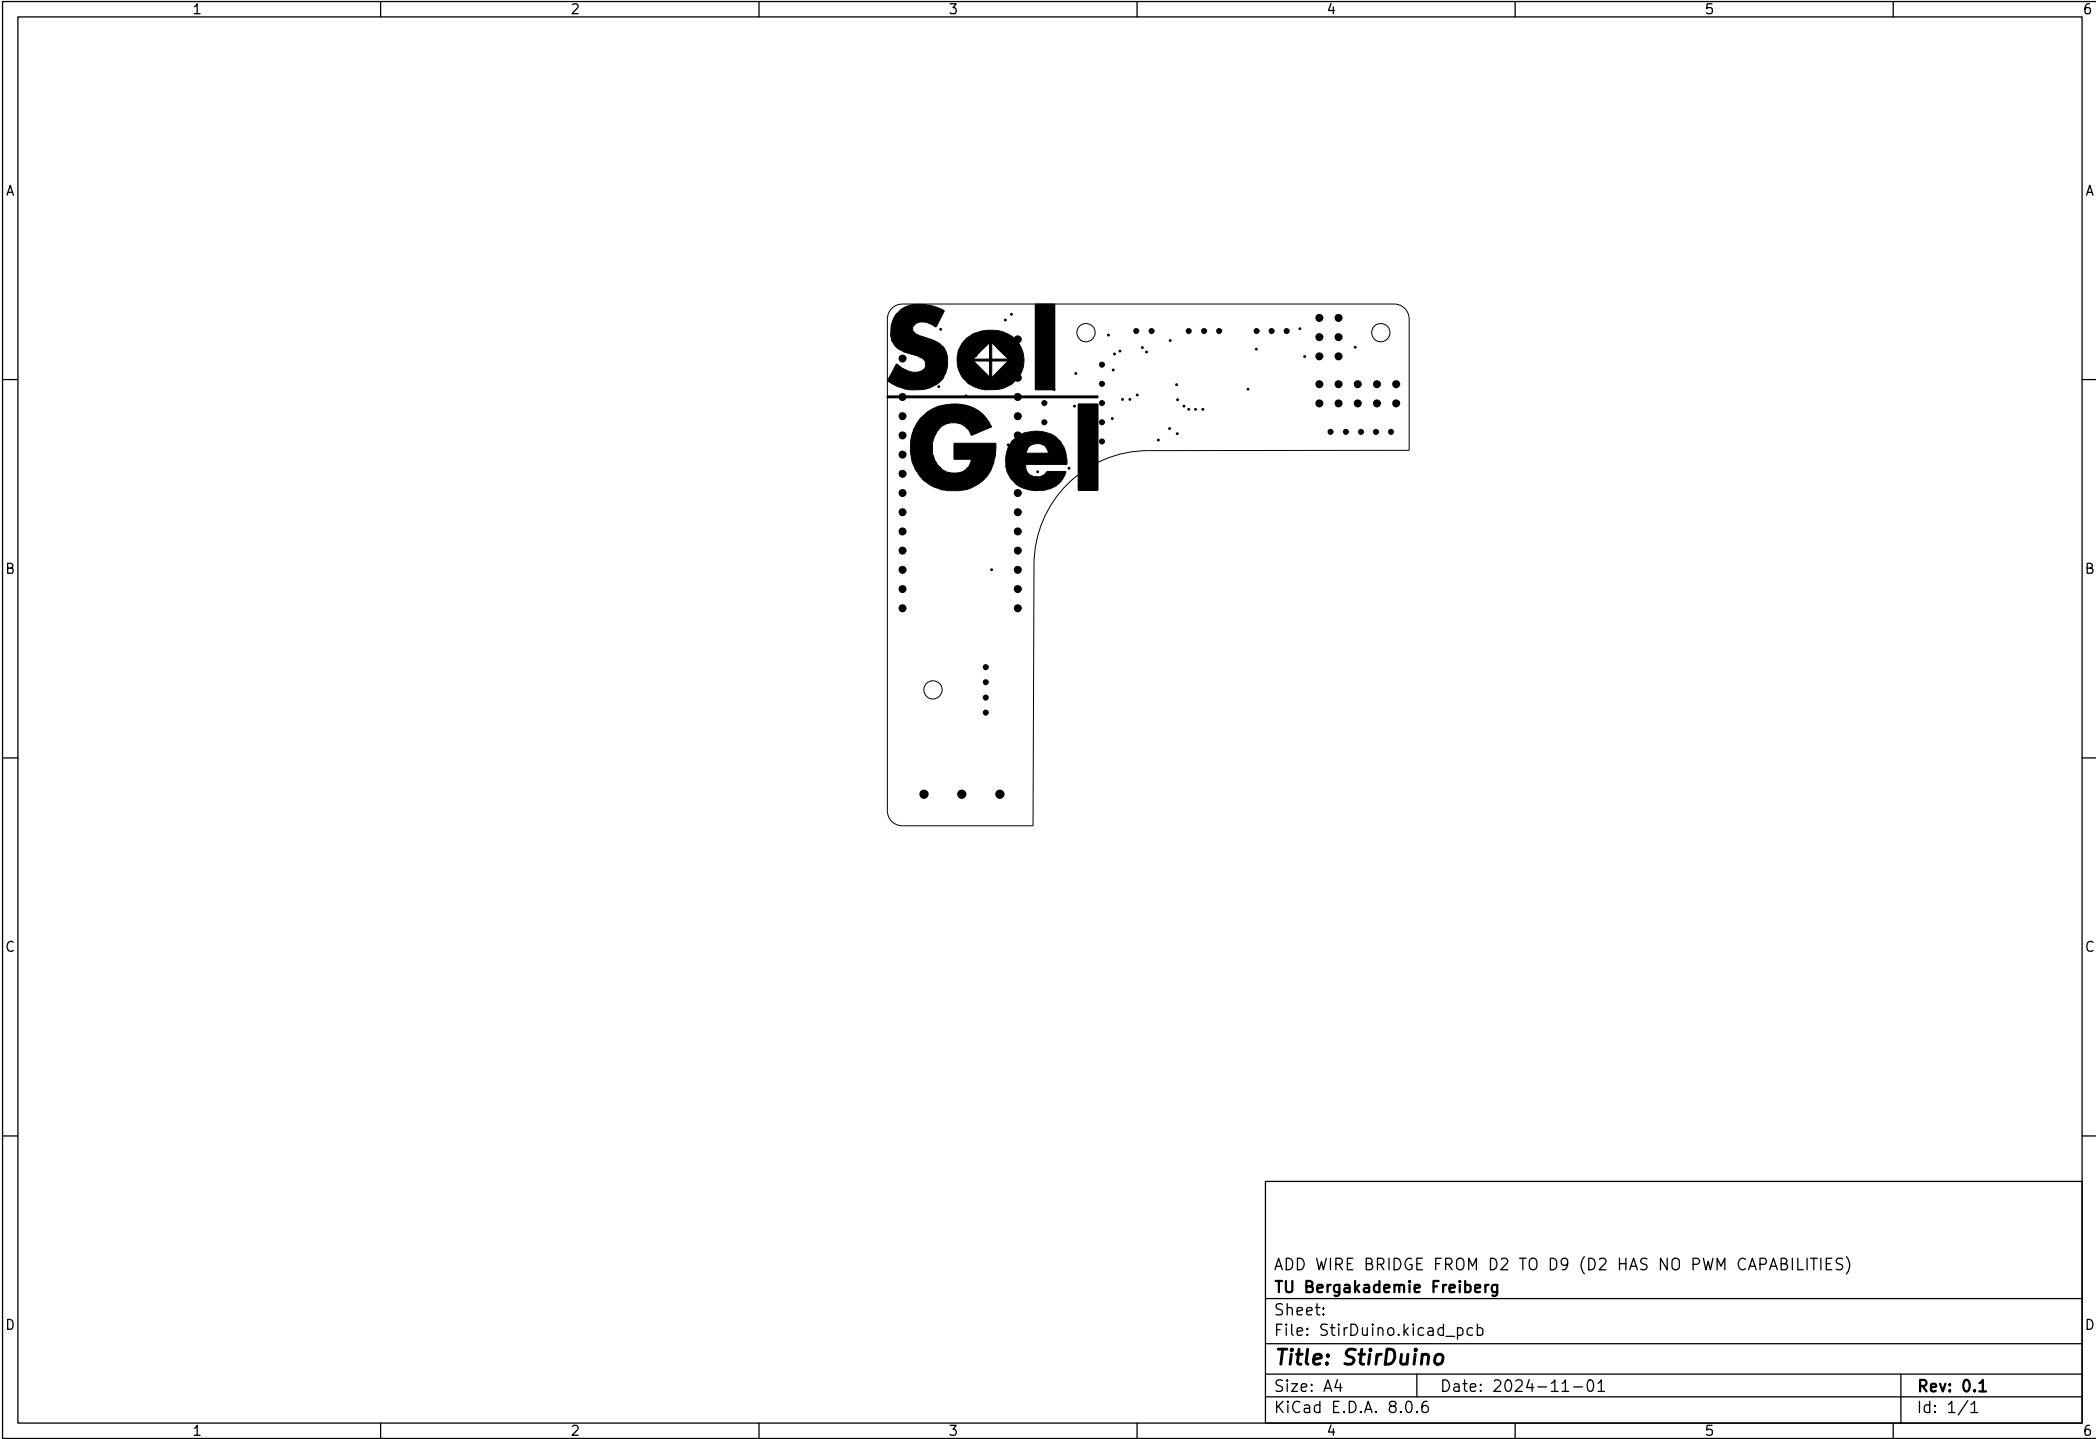 1 2 3 4 5 6
A A
Sol
Gel
B B
C C
ADD WIRE BRIDGE FROM D2 TO D9 (D2 HAS NO PWM CAPABILITIES)
TU Bergakademie Freiberg
Sheet:
D D
File: StirDuino.kicad_pcb
Title: StirDuino
Size: A4 Date: 2024-11-01 Rev: 0.1
KiCad E.D.A. 8.0.6 Id: 1/1
1 2 3 4 5 6